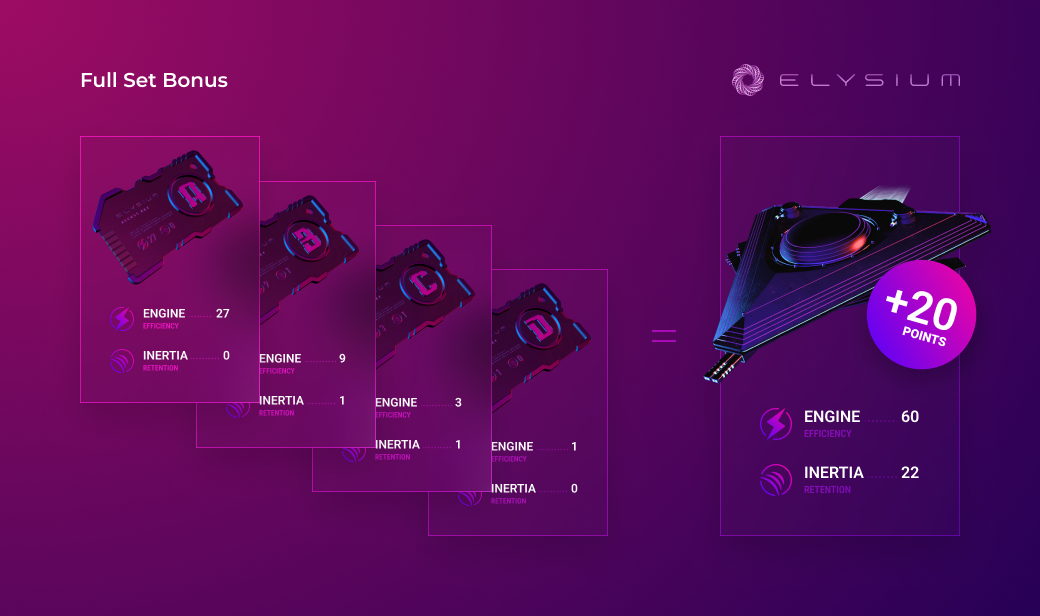 Full Set Bonus
ELYSIUM
A
ENGINE 27
EFFICIENCY
INERTIA 0
RETENTION
B
ENGINE 9
EFFICIENCY
INERTIA 1
RETENTION
C
ENGINE 3
EFFICIENCY
INERTIA 1
RETENTION
D
ENGINE 1
EFFICIENCY
INERTIA 0
RETENTION
=
+20
POINTS
ENGINE 60
EFFICIENCY
INERTIA 22
RETENTION